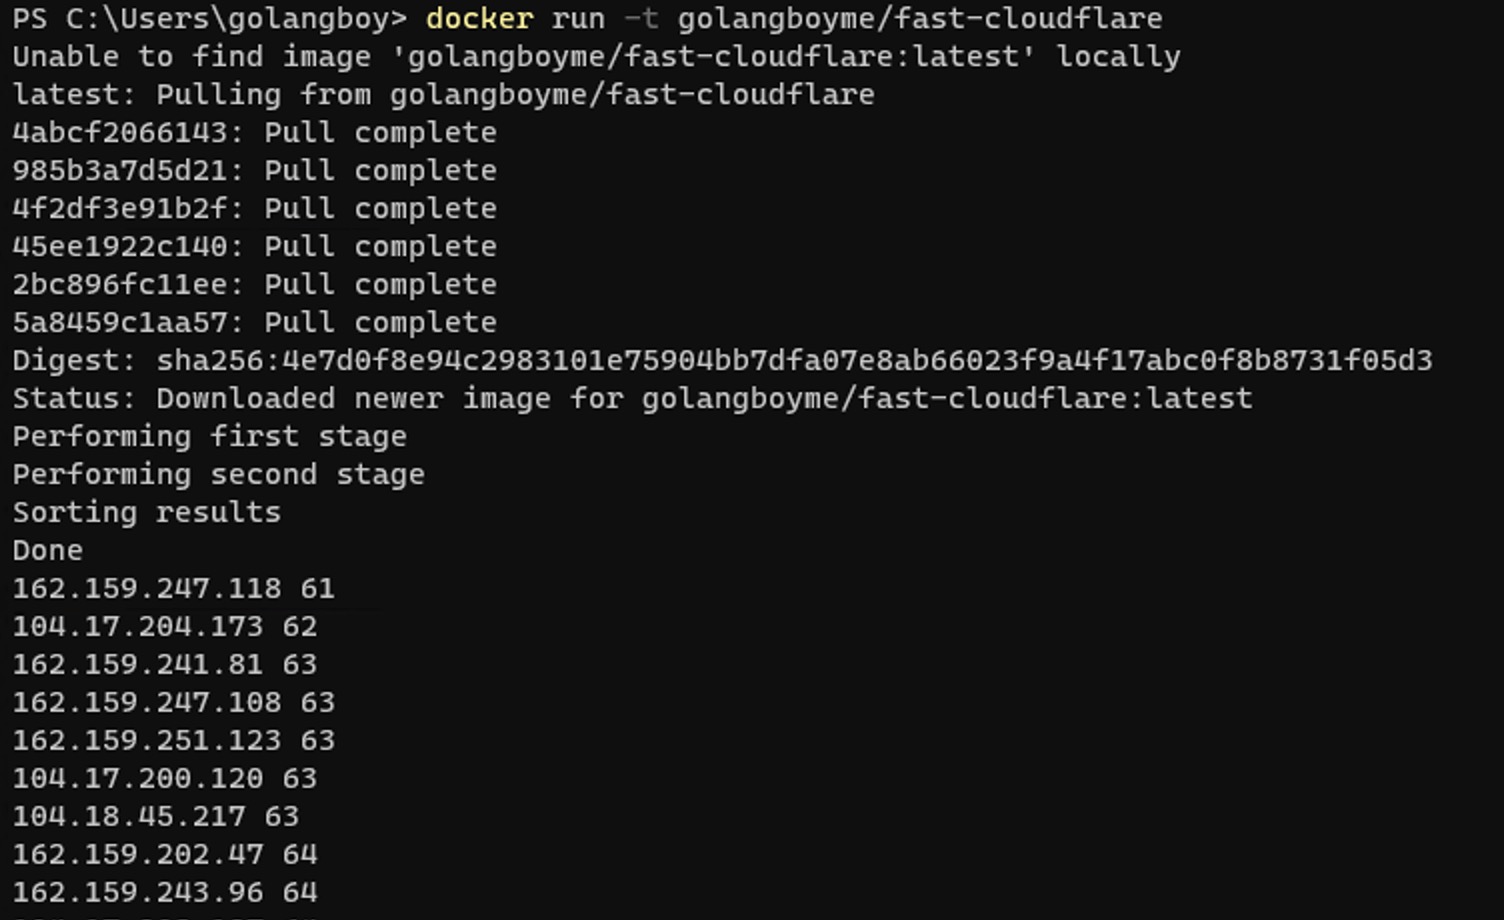 PS C:\Users\golangboy> docker run -t golangboyme/fast-cloudflare
Unable to find image 'golangboyme/fast-cloudflare:latest' locally
latest: Pulling from golangboyme/fast-cloudflare
4abcf2066143: Pull complete
985b3a7d5d21: Pull complete
4f2df3e91b2f: Pull complete
45ee1922c140: Pull complete
2bc896fc11ee: Pull complete
5a8459c1aa57: Pull complete
Digest: sha256:4e7d0f8e94c2983101e75904bb7dfa07e8ab66023f9a4f17abc0f8b8731f05d3
Status: Downloaded newer image for golangboyme/fast-cloudflare:latest
Performing first stage
Performing second stage
Sorting results
Done
162.159.247.118 61
104.17.204.173 62
162.159.241.81 63
162.159.247.108 63
162.159.251.123 63
104.17.200.120 63
104.18.45.217 63
162.159.202.47 64
162.159.243.96 64